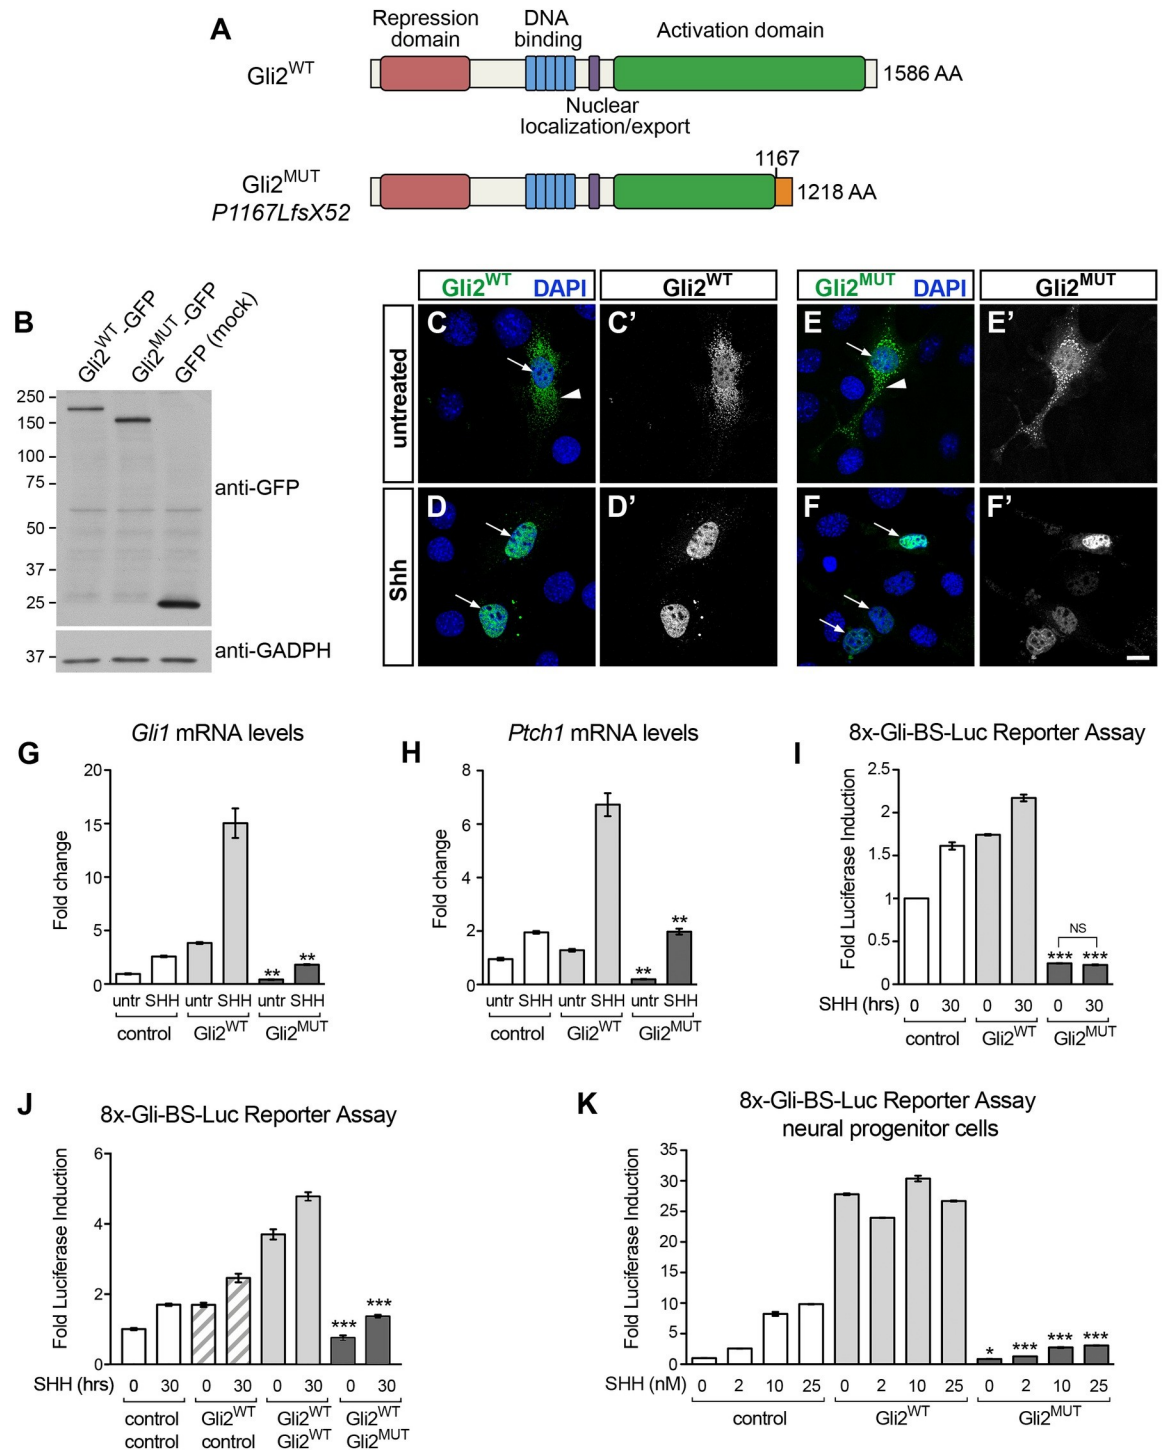 A
Repression domain
DNA binding
Activation domain
Gli2WT
1586 AA
Nuclear localization/export
Gli2MUT
P1167LfsX52
1167
1218 AA
B
Gli2WT-GFP
Gli2MUT-GFP
GFP (mock)
250
150
100
75
50
37
25
anti-GFP
37
anti-GADPH
Gli2WT DAPI
Gli2WT
Gli2MUT DAPI
Gli2MUT
untreated
C
C'
E
E'
Shh
D
D'
F
F'
G
Gli1 mRNA levels
Fold change
20
15
10
5
0
** **
untr SHH untr SHH untr SHH
control Gli2WT Gli2MUT
H
Ptch1 mRNA levels
Fold change
8
6
4
2
0
** **
untr SHH untr SHH untr SHH
control Gli2WT Gli2MUT
I
8x-Gli-BS-Luc Reporter Assay
Fold Luciferase Induction
2.5
2
1.5
1
0.5
0
NS
*** ***
SHH (hrs) 0 30 0 30 0 30
control Gli2WT Gli2MUT
J
8x-Gli-BS-Luc Reporter Assay
Fold Luciferase Induction
6
4
2
0
*** ***
SHH (hrs) 0 30 0 30 0 30 0 30
control Gli2WT Gli2WT Gli2WT
control control Gli2WT Gli2MUT
K
8x-Gli-BS-Luc Reporter Assay
neural progenitor cells
Fold Luciferase Induction
35
30
25
20
15
10
5
0
* *** *** ***
SHH (nM) 0 2 10 25 0 2 10 25 0 2 10 25
control Gli2WT Gli2MUT